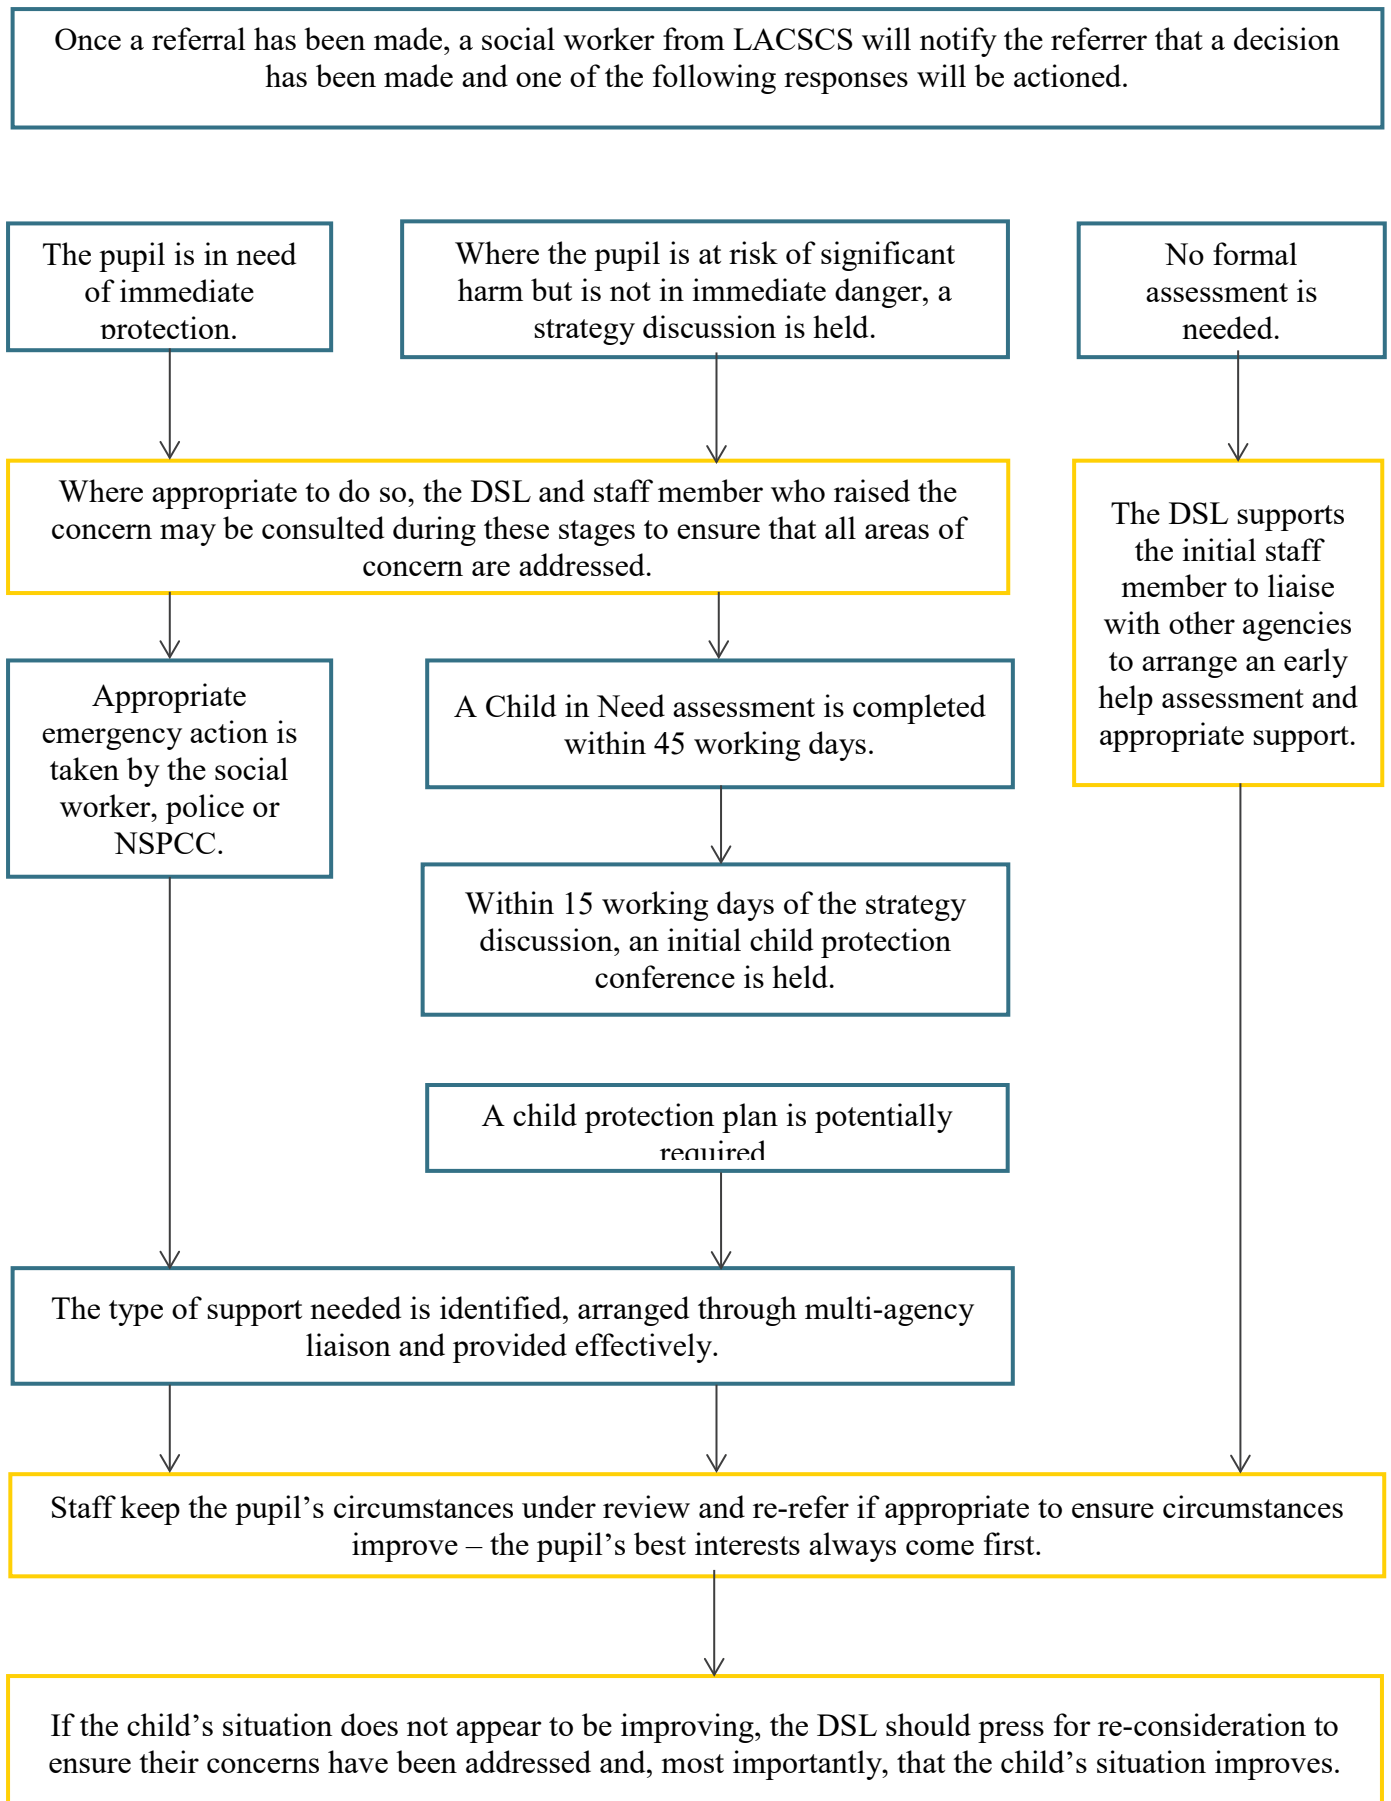 Once a referral has been made, a social worker from LACSCS will notify the referrer that a decision
has been made and one of the following responses will be actioned.
The pupil is in need
of immediate
protection.
Where the pupil is at risk of significant
harm but is not in immediate danger, a
strategy discussion is held.
No formal
assessment is
needed.
Where appropriate to do so, the DSL and staff member who raised the
concern may be consulted during these stages to ensure that all areas of
concern are addressed.
The DSL supports
the initial staff
member to liaise
with other agencies
to arrange an early
help assessment and
appropriate support.
Appropriate
emergency action is
taken by the social
worker, police or
NSPCC.
A Child in Need assessment is completed
within 45 working days.
Within 15 working days of the strategy
discussion, an initial child protection
conference is held.
A child protection plan is potentially
required
The type of support needed is identified, arranged through multi-agency
liaison and provided effectively.
Staff keep the pupil’s circumstances under review and re-refer if appropriate to ensure circumstances
improve – the pupil’s best interests always come first.
If the child’s situation does not appear to be improving, the DSL should press for re-consideration to
ensure their concerns have been addressed and, most importantly, that the child’s situation improves.